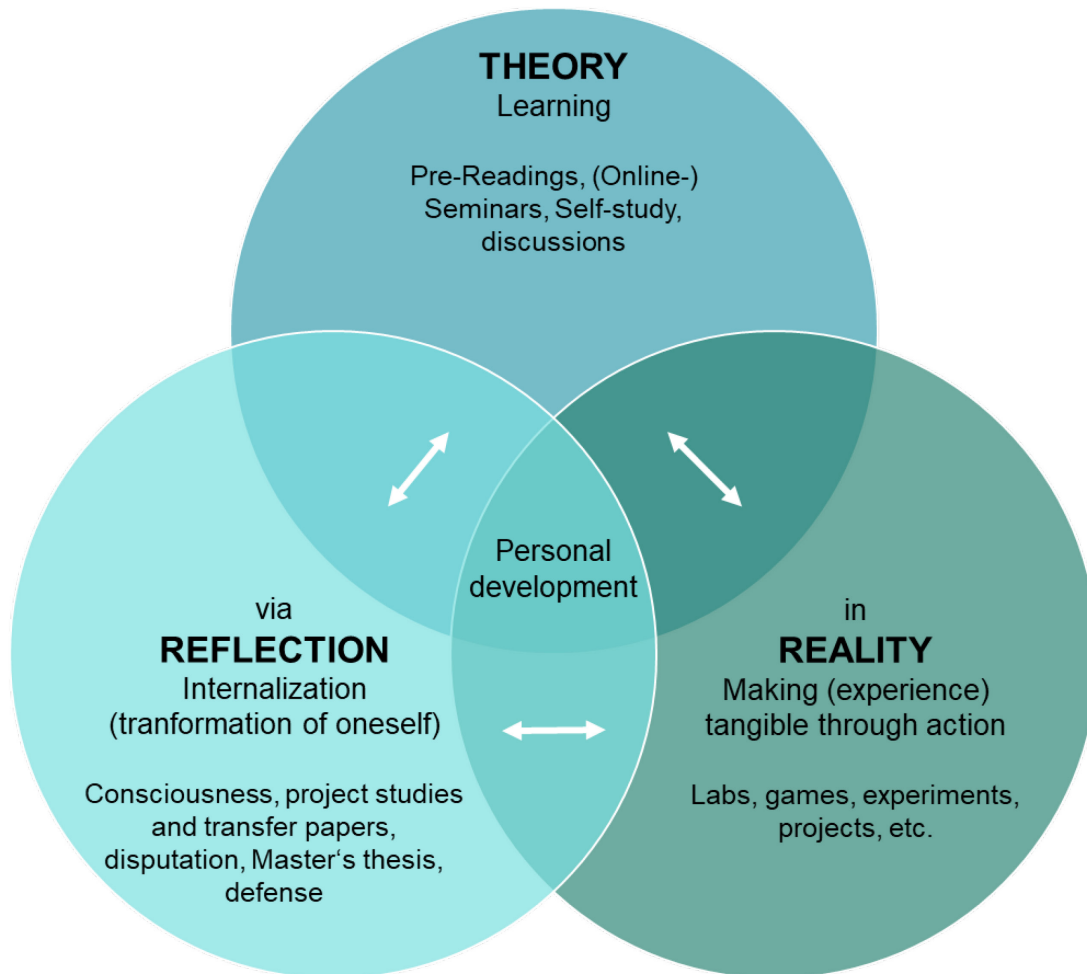 THEORY
Learning
Pre-Readings, (Online-)
Seminars, Self-study,
discussions
Personal
development
via
REFLECTION
Internalization
(tranformation of oneself)
Consciousness, project studies
and transfer papers,
disputation, Master‘s thesis,
defense
in
REALITY
Making (experience)
tangible through action
Labs, games, experiments,
projects, etc.